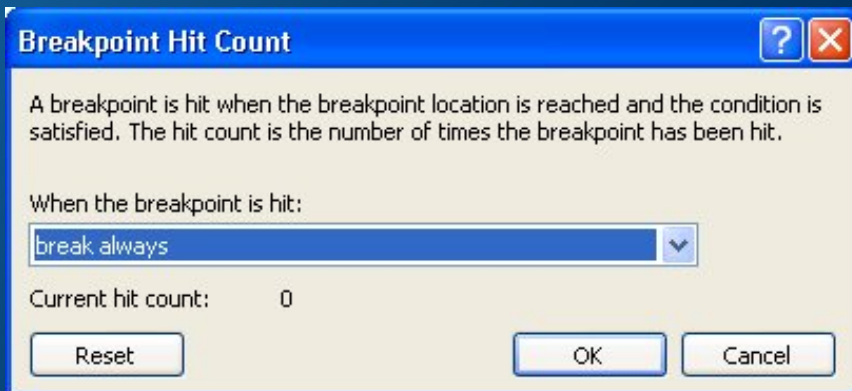 Breakpoint Hit Count
A breakpoint is hit when the breakpoint location is reached and the condition is
satisfied. The hit count is the number of times the breakpoint has been hit.
When the breakpoint is hit:
break always
Current hit count: 0
Reset OK Cancel